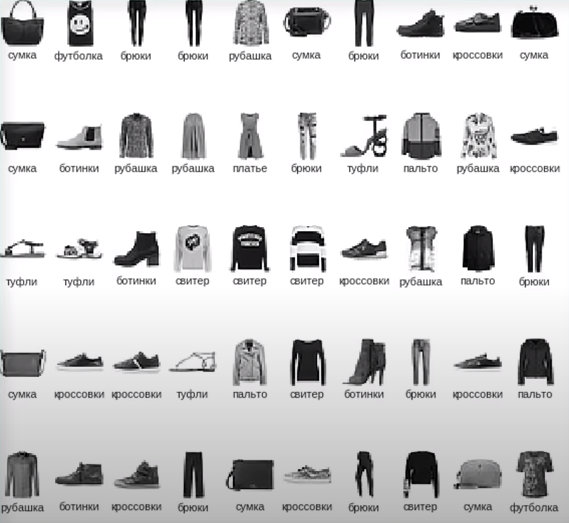 сумка футболка брюки брюки рубашка сумка брюки ботинки кроссовки сумка
сумка ботинки рубашка рубашка платье брюки туфли пальто рубашка кроссовки
туфли туфли ботинки свитер свитер свитер кроссовки рубашка пальто брюки
сумка кроссовки кроссовки туфли пальто свитер ботинки брюки кроссовки пальто
рубашка ботинки кроссовки брюки сумка кроссовки брюки свитер сумка футболка